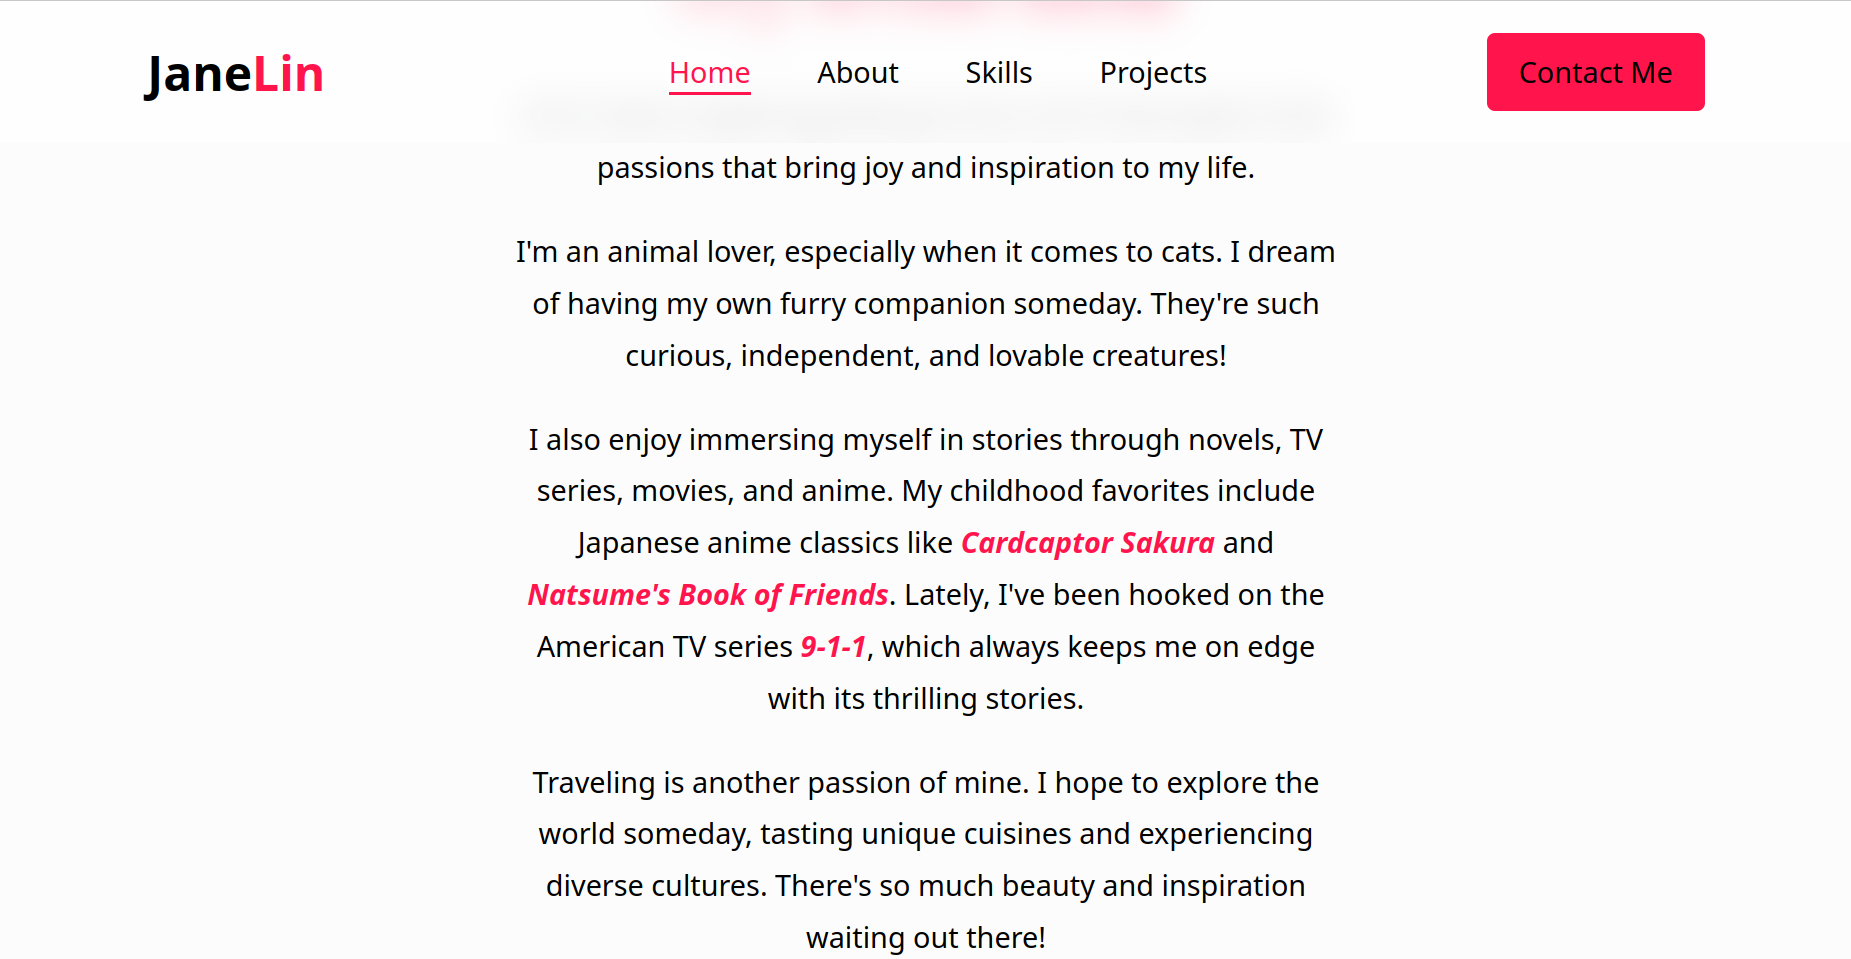 JaneLin
Home About Skills Projects
Contact Me
passions that bring joy and inspiration to my life.
I'm an animal lover, especially when it comes to cats. I dream
of having my own furry companion someday. They're such
curious, independent, and lovable creatures!
I also enjoy immersing myself in stories through novels, TV
series, movies, and anime. My childhood favorites include
Japanese anime classics like Cardcaptor Sakura and
Natsume's Book of Friends. Lately, I've been hooked on the
American TV series 9-1-1, which always keeps me on edge
with its thrilling stories.
Traveling is another passion of mine. I hope to explore the
world someday, tasting unique cuisines and experiencing
diverse cultures. There's so much beauty and inspiration
waiting out there!